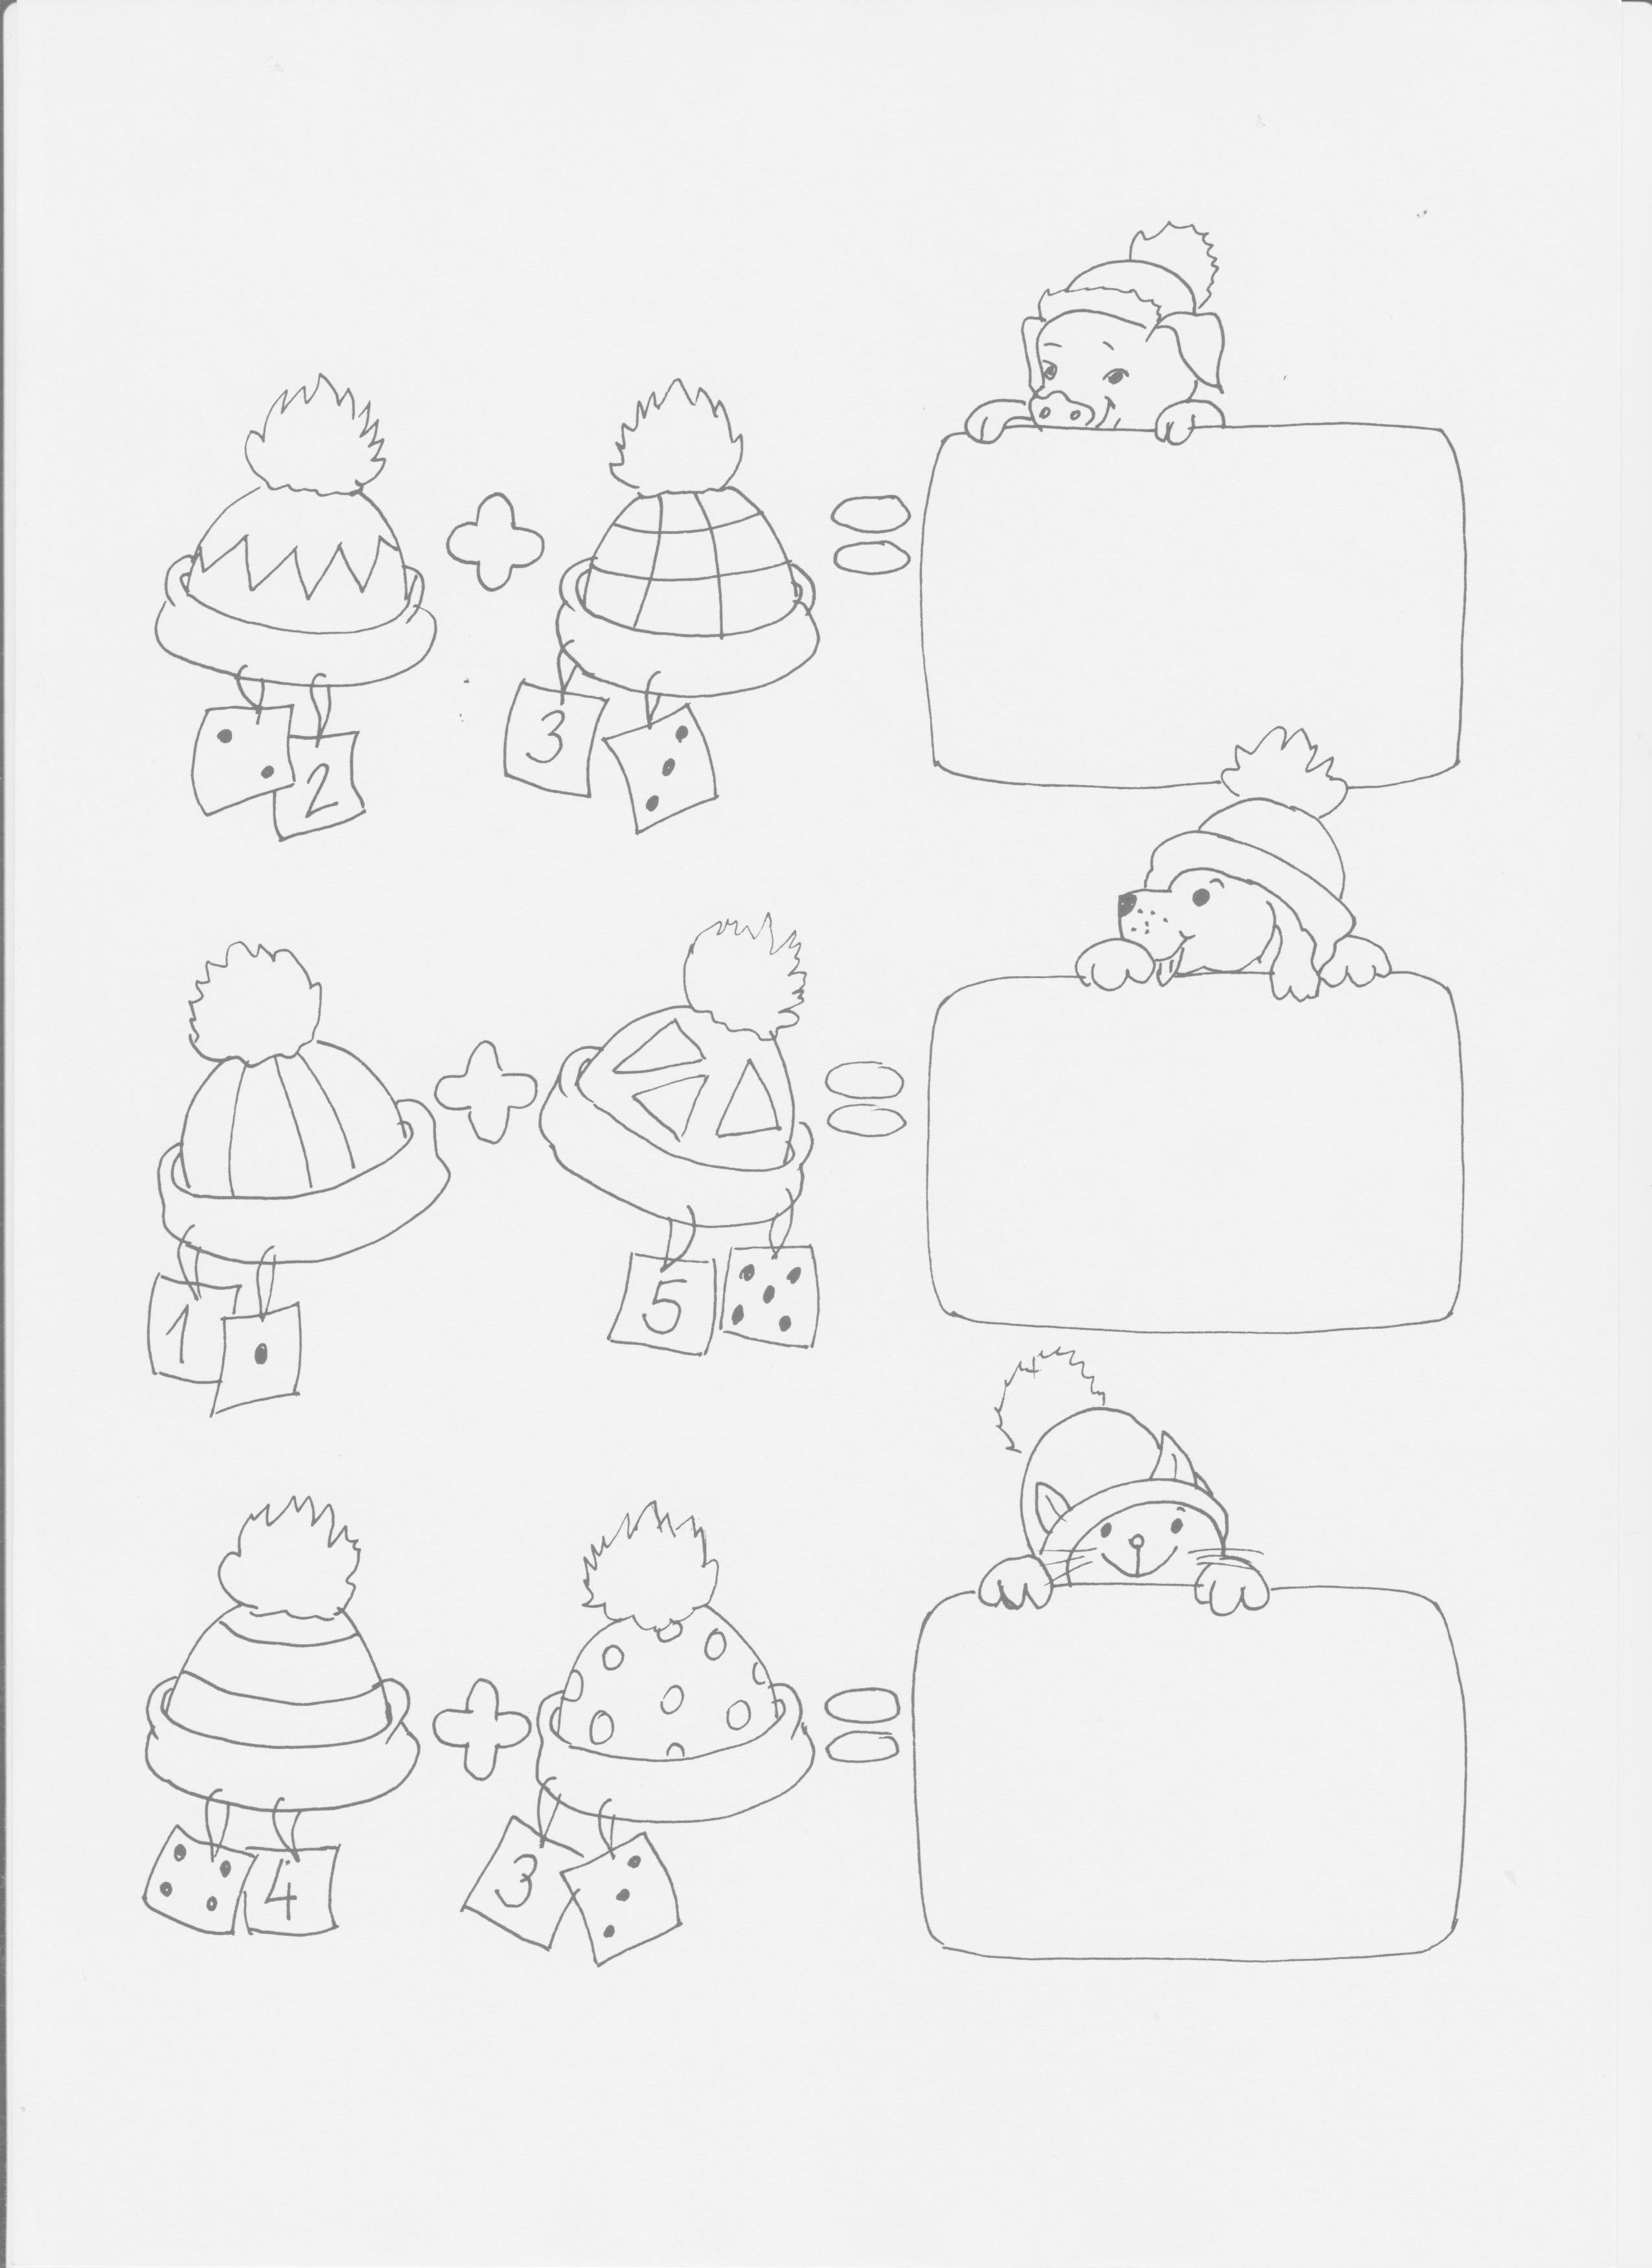 2 + 3 =
1 + 5 =
4 + 3 =